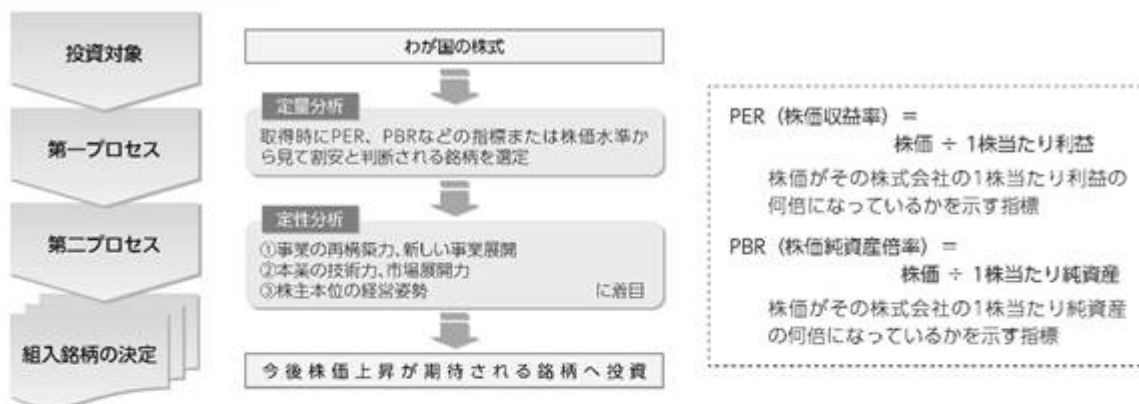 投資対象
わが国の株式
第一プロセス
定量分析
取得時にPER、PBRなどの指標または株価水準か
ら見て割安と判断される銘柄を選定
第二プロセス
定性分析
①事業の再構築力、新しい事業展開
②本業の技術力、市場展開力
③株主本位の経営姿勢 に着目
組入銘柄の決定
今後株価上昇が期待される銘柄へ投資
PER（株価収益率）＝
株価 ÷ 1株当たり利益
株価がその株式会社の1株当たり利益の
何倍になっているかを示す指標
PBR（株価純資産倍率）＝
株価 ÷ 1株当たり純資産
株価がその株式会社の1株当たり純資産
の何倍になっているかを示す指標